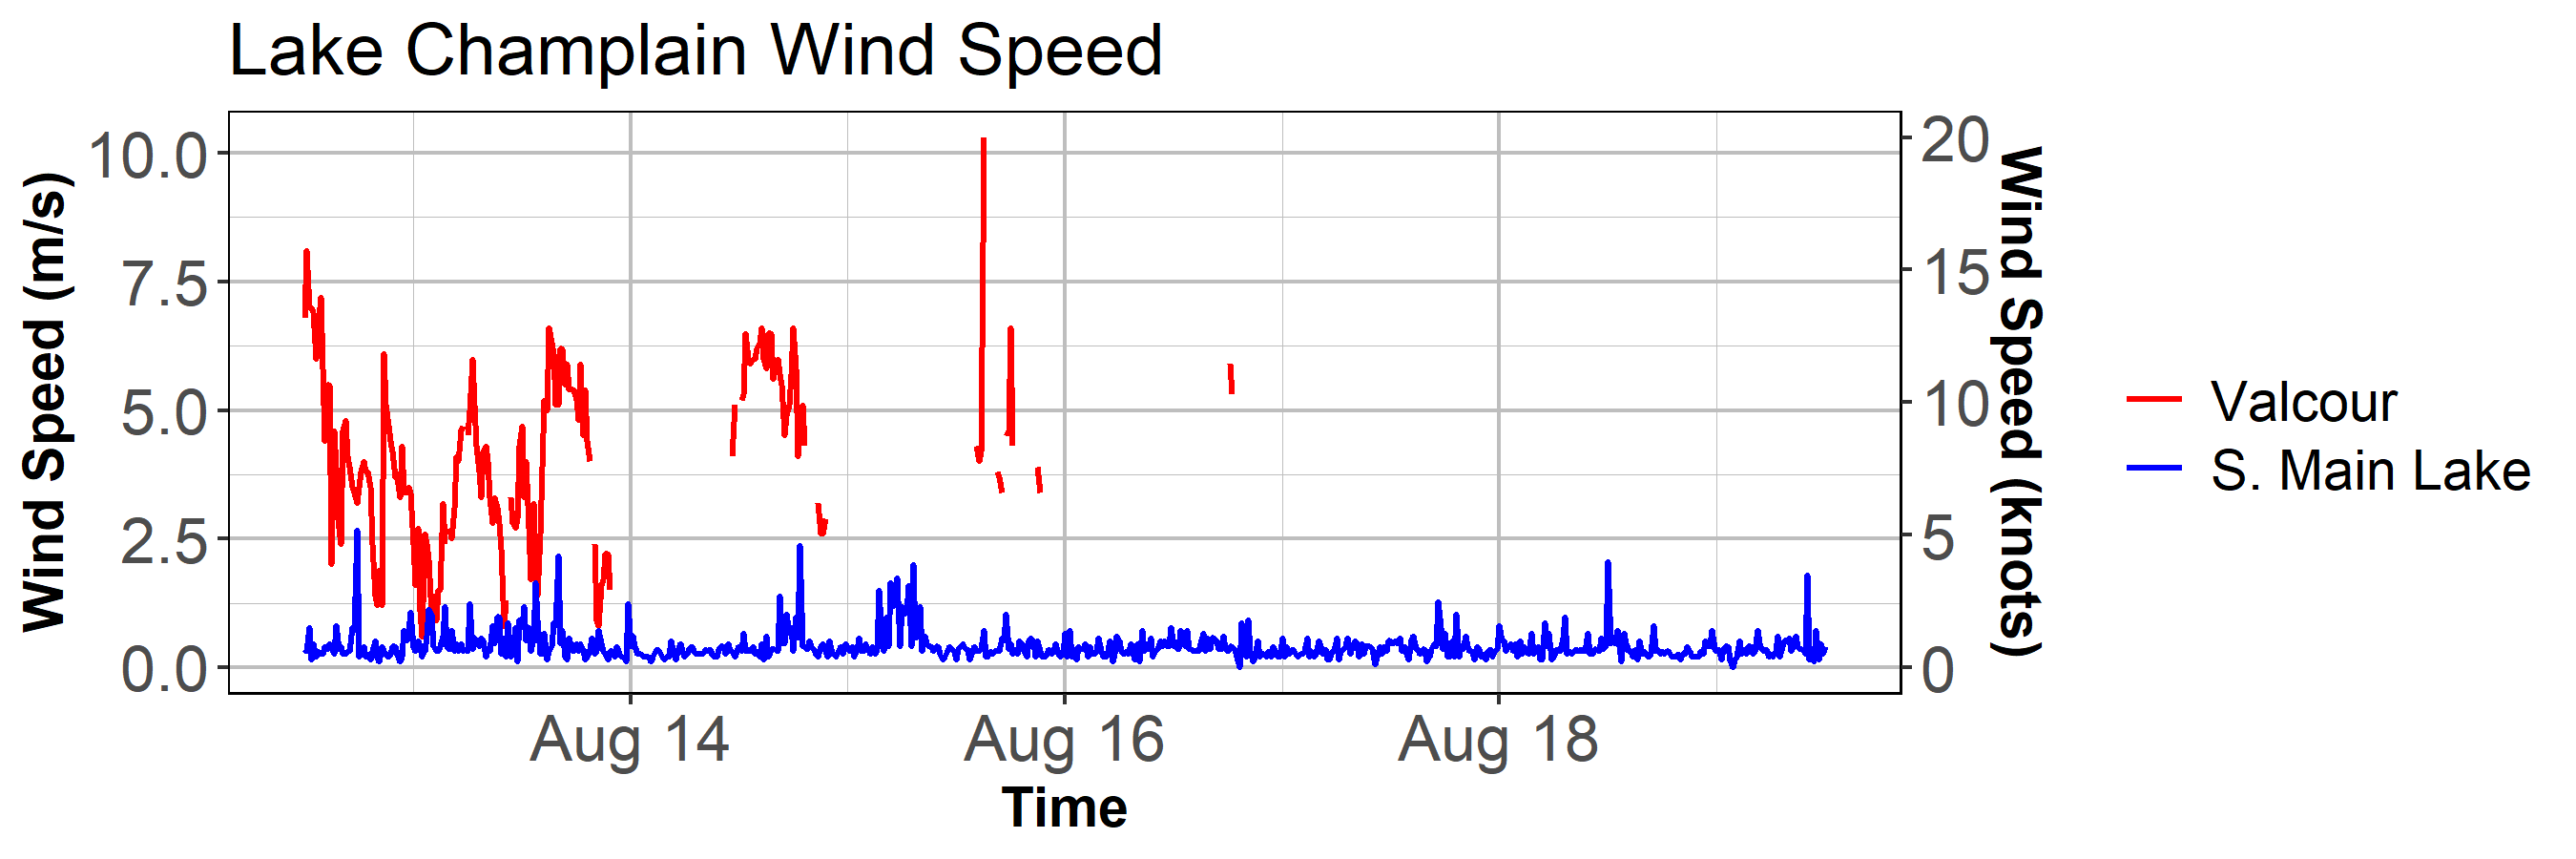 Lake Champlain Wind Speed
Wind Speed (m/s)
10.0
7.5
5.0
2.5
0.0
20
15
10
5
0
Wind Speed (knots)
Aug 14
Aug 16
Aug 18
Time
Valcour
S. Main Lake